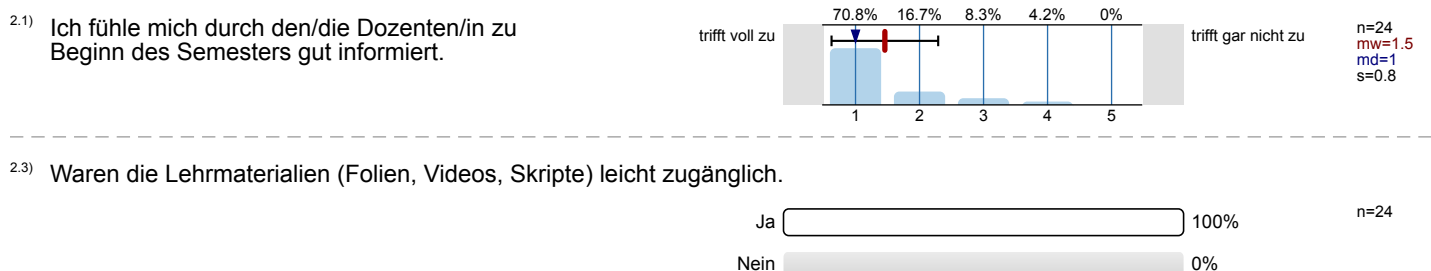 2.1) Ich fühle mich durch den/die Dozenten/in zu
Beginn des Semesters gut informiert.
trifft voll zu
70.8% 16.7% 8.3% 4.2% 0%
1 2 3 4 5
trifft gar nicht zu
n=24
mw=1.5
md=1
s=0.8
2.3) Waren die Lehrmaterialien (Folien, Videos, Skripte) leicht zugänglich.
Ja 100% n=24
Nein 0%